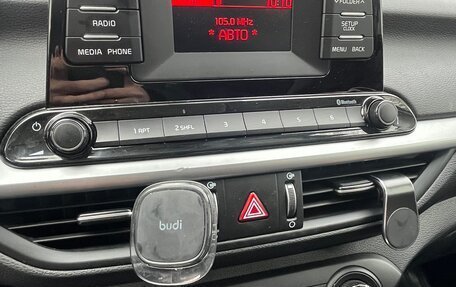 RADIO
MEDIA PHONE
105.0 MHz
* АВТО *
FOLDER
SETUP
CLOCK
MENU BACK
Bluetooth
1 RPT 2 SHFL 3 4 5 6
budi